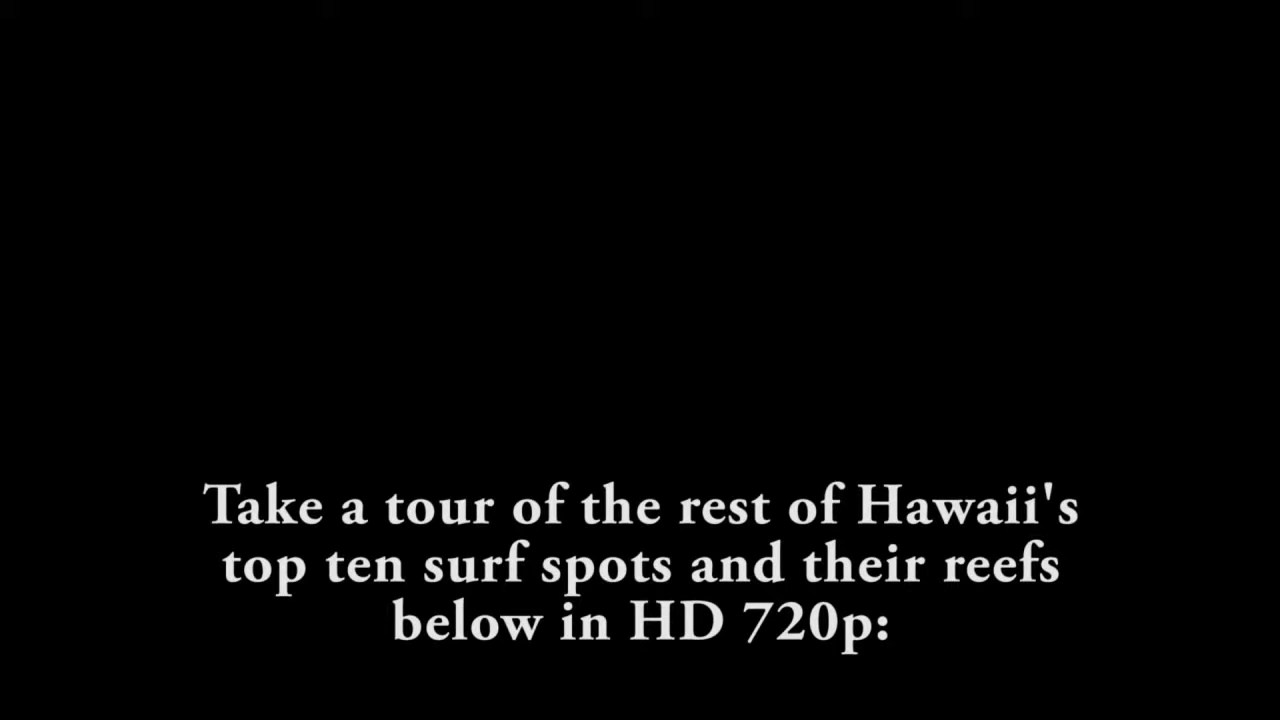 Take a tour of the rest of Hawaii's
top ten surf spots and their reefs
below in HD 720p: